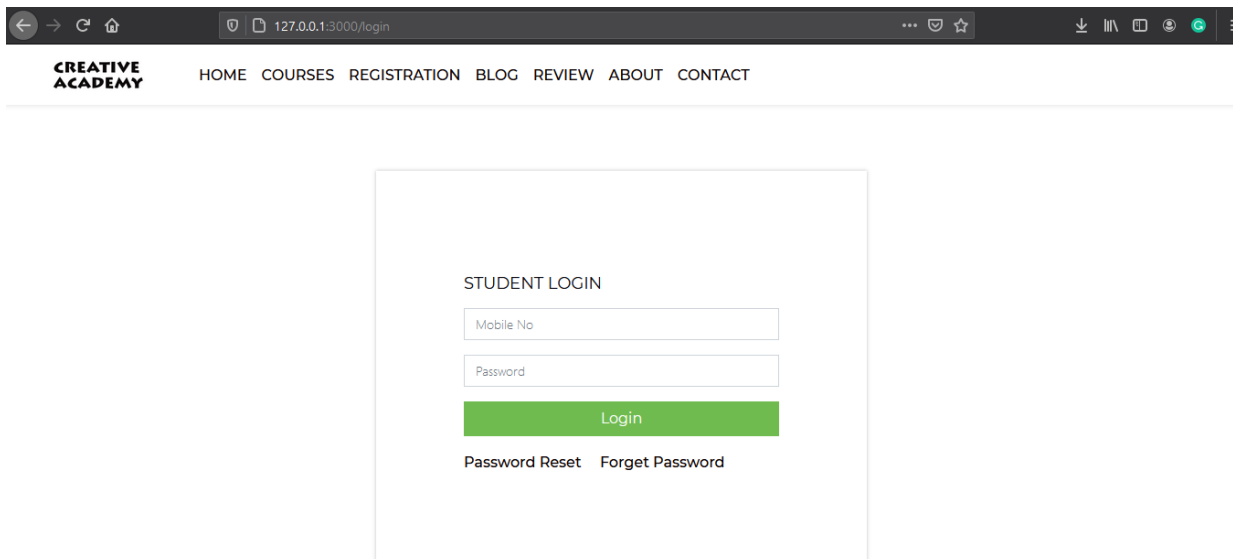 127.0.0.1:3000/login
CREATIVE
ACADEMY
HOME COURSES REGISTRATION BLOG REVIEW ABOUT CONTACT
STUDENT LOGIN
Mobile No
Password
Login
Password Reset Forget Password